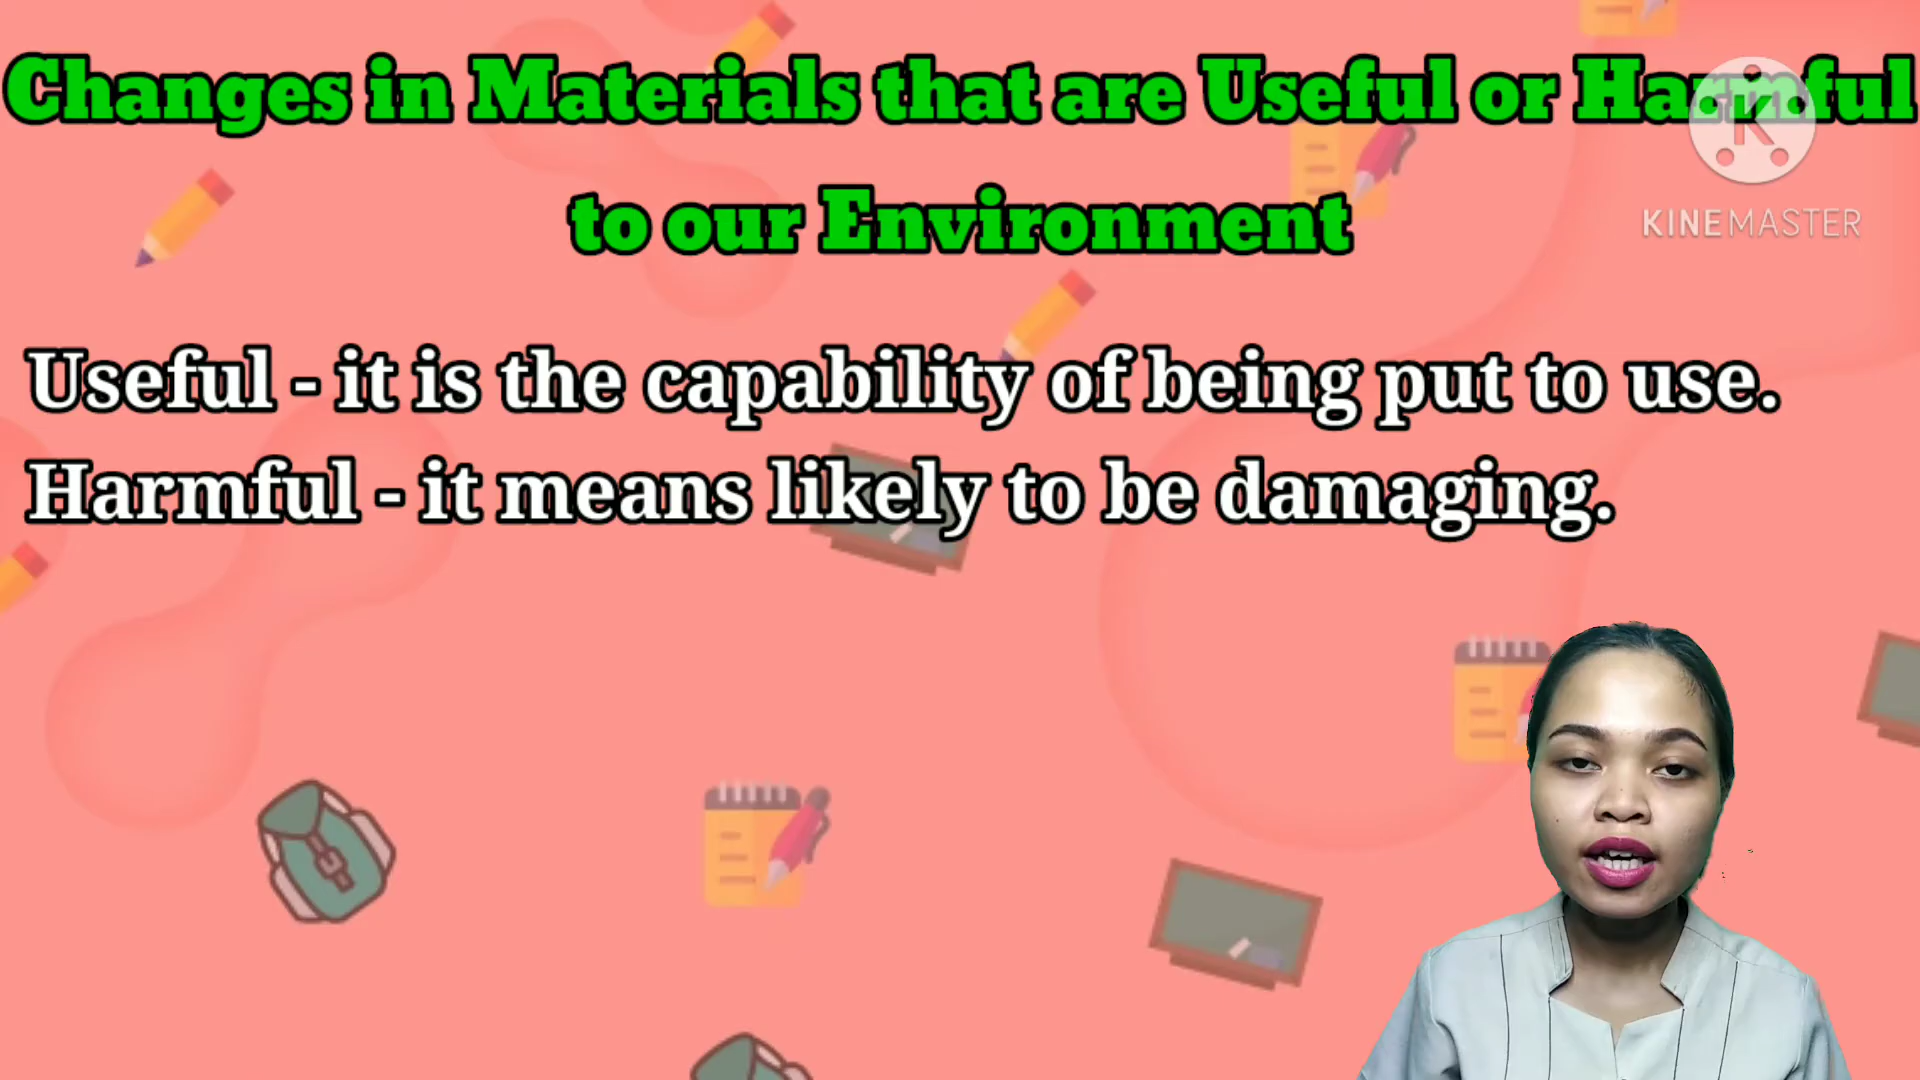 Changes in Materials that are Useful or Harmful
to our Environment
KINEMASTER
Useful - it is the capability of being put to use.
Harmful - it means likely to be damaging.